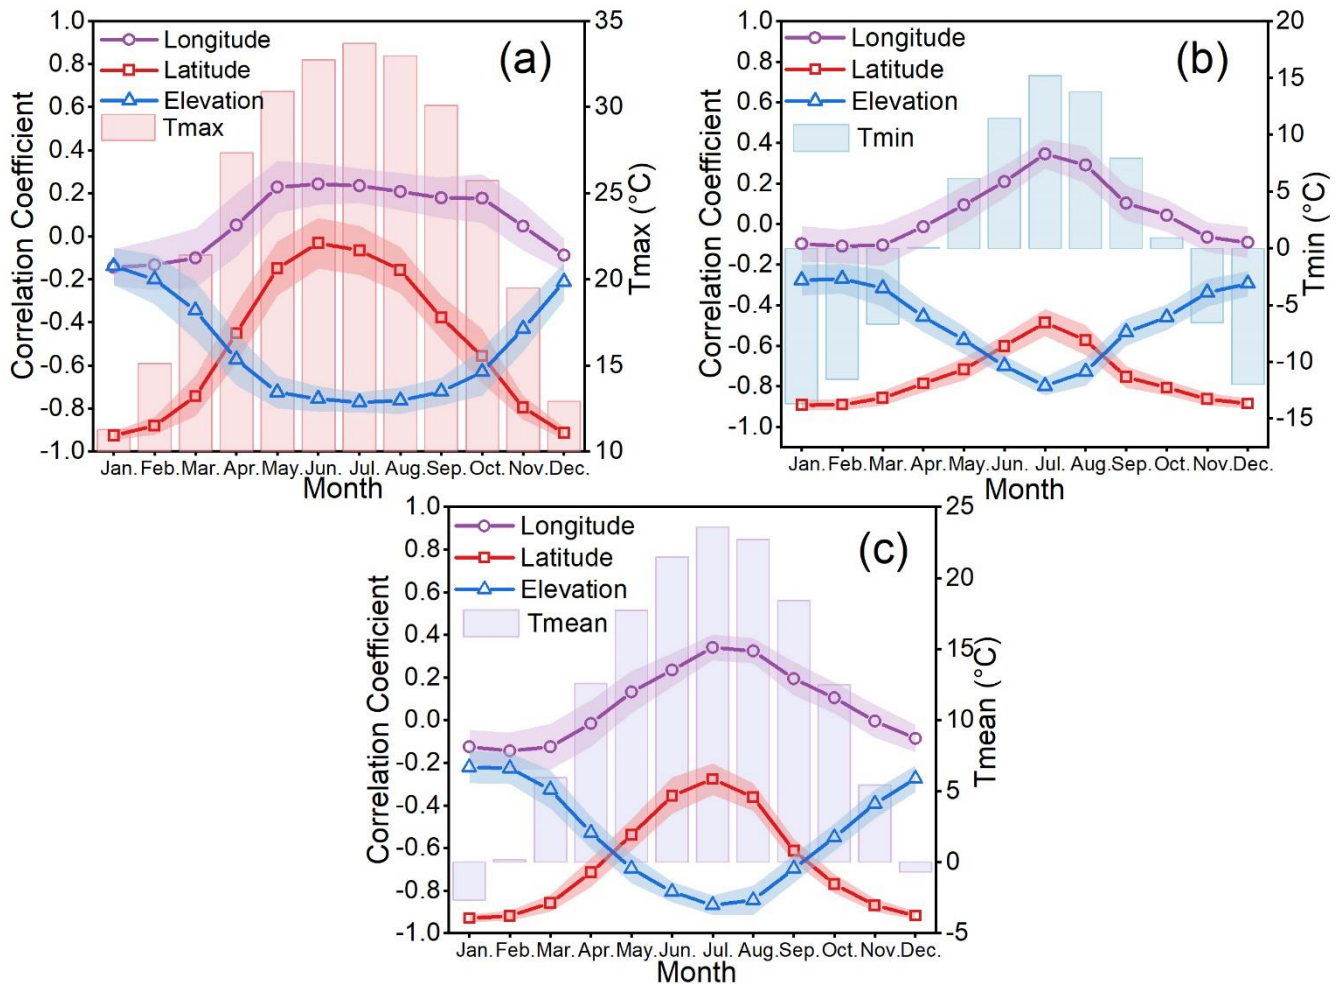 (a)
Longitude
Latitude
Elevation
Tmax
1.0
0.8
0.6
0.4
0.2
0.0
-0.2
-0.4
-0.6
-0.8
-1.0
Correlation Coefficient
35
30
25
20
15
10
Tmax (°C)
Jan. Feb. Mar. Apr. May. Jun. Jul. Aug. Sep. Oct. Nov. Dec.
Month
(b)
Longitude
Latitude
Elevation
Tmin
1.0
0.8
0.6
0.4
0.2
0.0
-0.2
-0.4
-0.6
-0.8
-1.0
Correlation Coefficient
20
15
10
5
0
-5
-10
-15
Tmin (°C)
Jan. Feb. Mar. Apr. May. Jun. Jul. Aug. Sep. Oct. Nov. Dec.
Month
(c)
Longitude
Latitude
Elevation
Tmean
1.0
0.8
0.6
0.4
0.2
0.0
-0.2
-0.4
-0.6
-0.8
-1.0
Correlation Coefficient
25
20
15
10
5
0
-5
Tmean (°C)
Jan. Feb. Mar. Apr. May. Jun. Jul. Aug. Sep. Oct. Nov. Dec.
Month